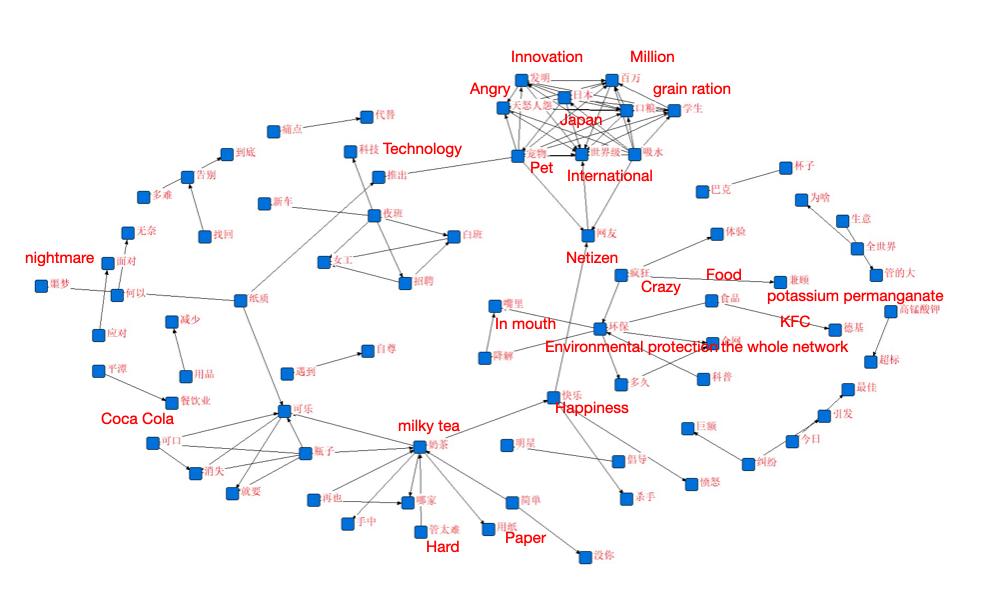 Innovation
Million
发明
百万
Angry
日本
grain ration
天怒人怨
口粮
学生
Japan
代替
痛点
科技
Technology
到底
宠物
世界级
吸水
Pet
International
杯子
告别
推出
巴克
多难
新车
夜班
为啥
生意
无奈
找回
白班
网友
体验
全世界
nightmare
面对
女工
Netizen
疯狂
Food
管的大
噩梦
何以
招聘
Crazy
兼顾
potassium permanganate
纸质
嘴里
食品
高锰酸钾
减少
In mouth
KFC
环保
德基
应对
Environmental protection
the whole network
全网
自尊
降解
超标
平潭
用品
遇到
多久
科普
最佳
餐饮业
快乐
Happiness
Coca Cola
可乐
milky tea
引发
可口
瓶子
奶茶
明星
巨额
今日
消失
倡导
纠纷
就要
再也
哪家
简单
杀手
愤怒
手中
管太难
用纸
Hard
Paper
没你